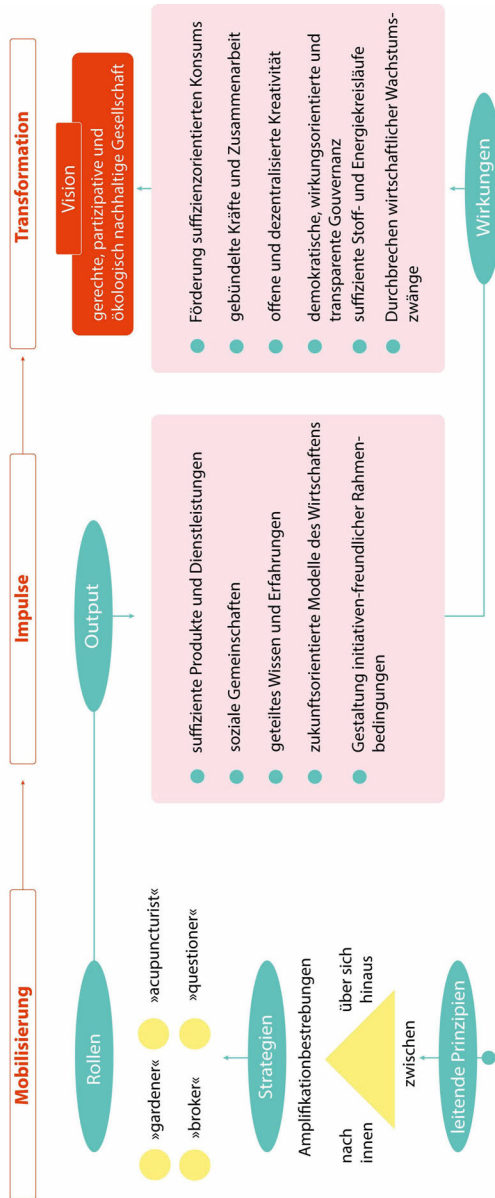 Mobilisierung
Impulse
Transformation
Rollen
»gardener«
»acupuncturist«
»broker«
»questioner«
Strategien
Amplifikationbestrebungen
nach
innen
über sich
hinaus
zwischen
leitende Prinzipien
Output
suffiziente Produkte und Dienstleistungen
soziale Gemeinschaften
geteiltes Wissen und Erfahrungen
zukunftsorientierte Modelle des Wirtschaftens
Gestaltung initiativen-freundlicher Rahmen-
bedingungen
Vision
gerechte, partizipative und
ökologisch nachhaltige Gesellschaft
Förderung suffizienzorientierten Konsums
gebündelte Kräfte und Zusammenarbeit
offene und dezentralisierte Kreativität
demokratische, wirkungsorientierte und
transparente Gouvernanz
suffiziente Stoff- und Energiekreisläufe
Durchbrechen wirtschaftlicher Wachstums-
zwänge
Wirkungen